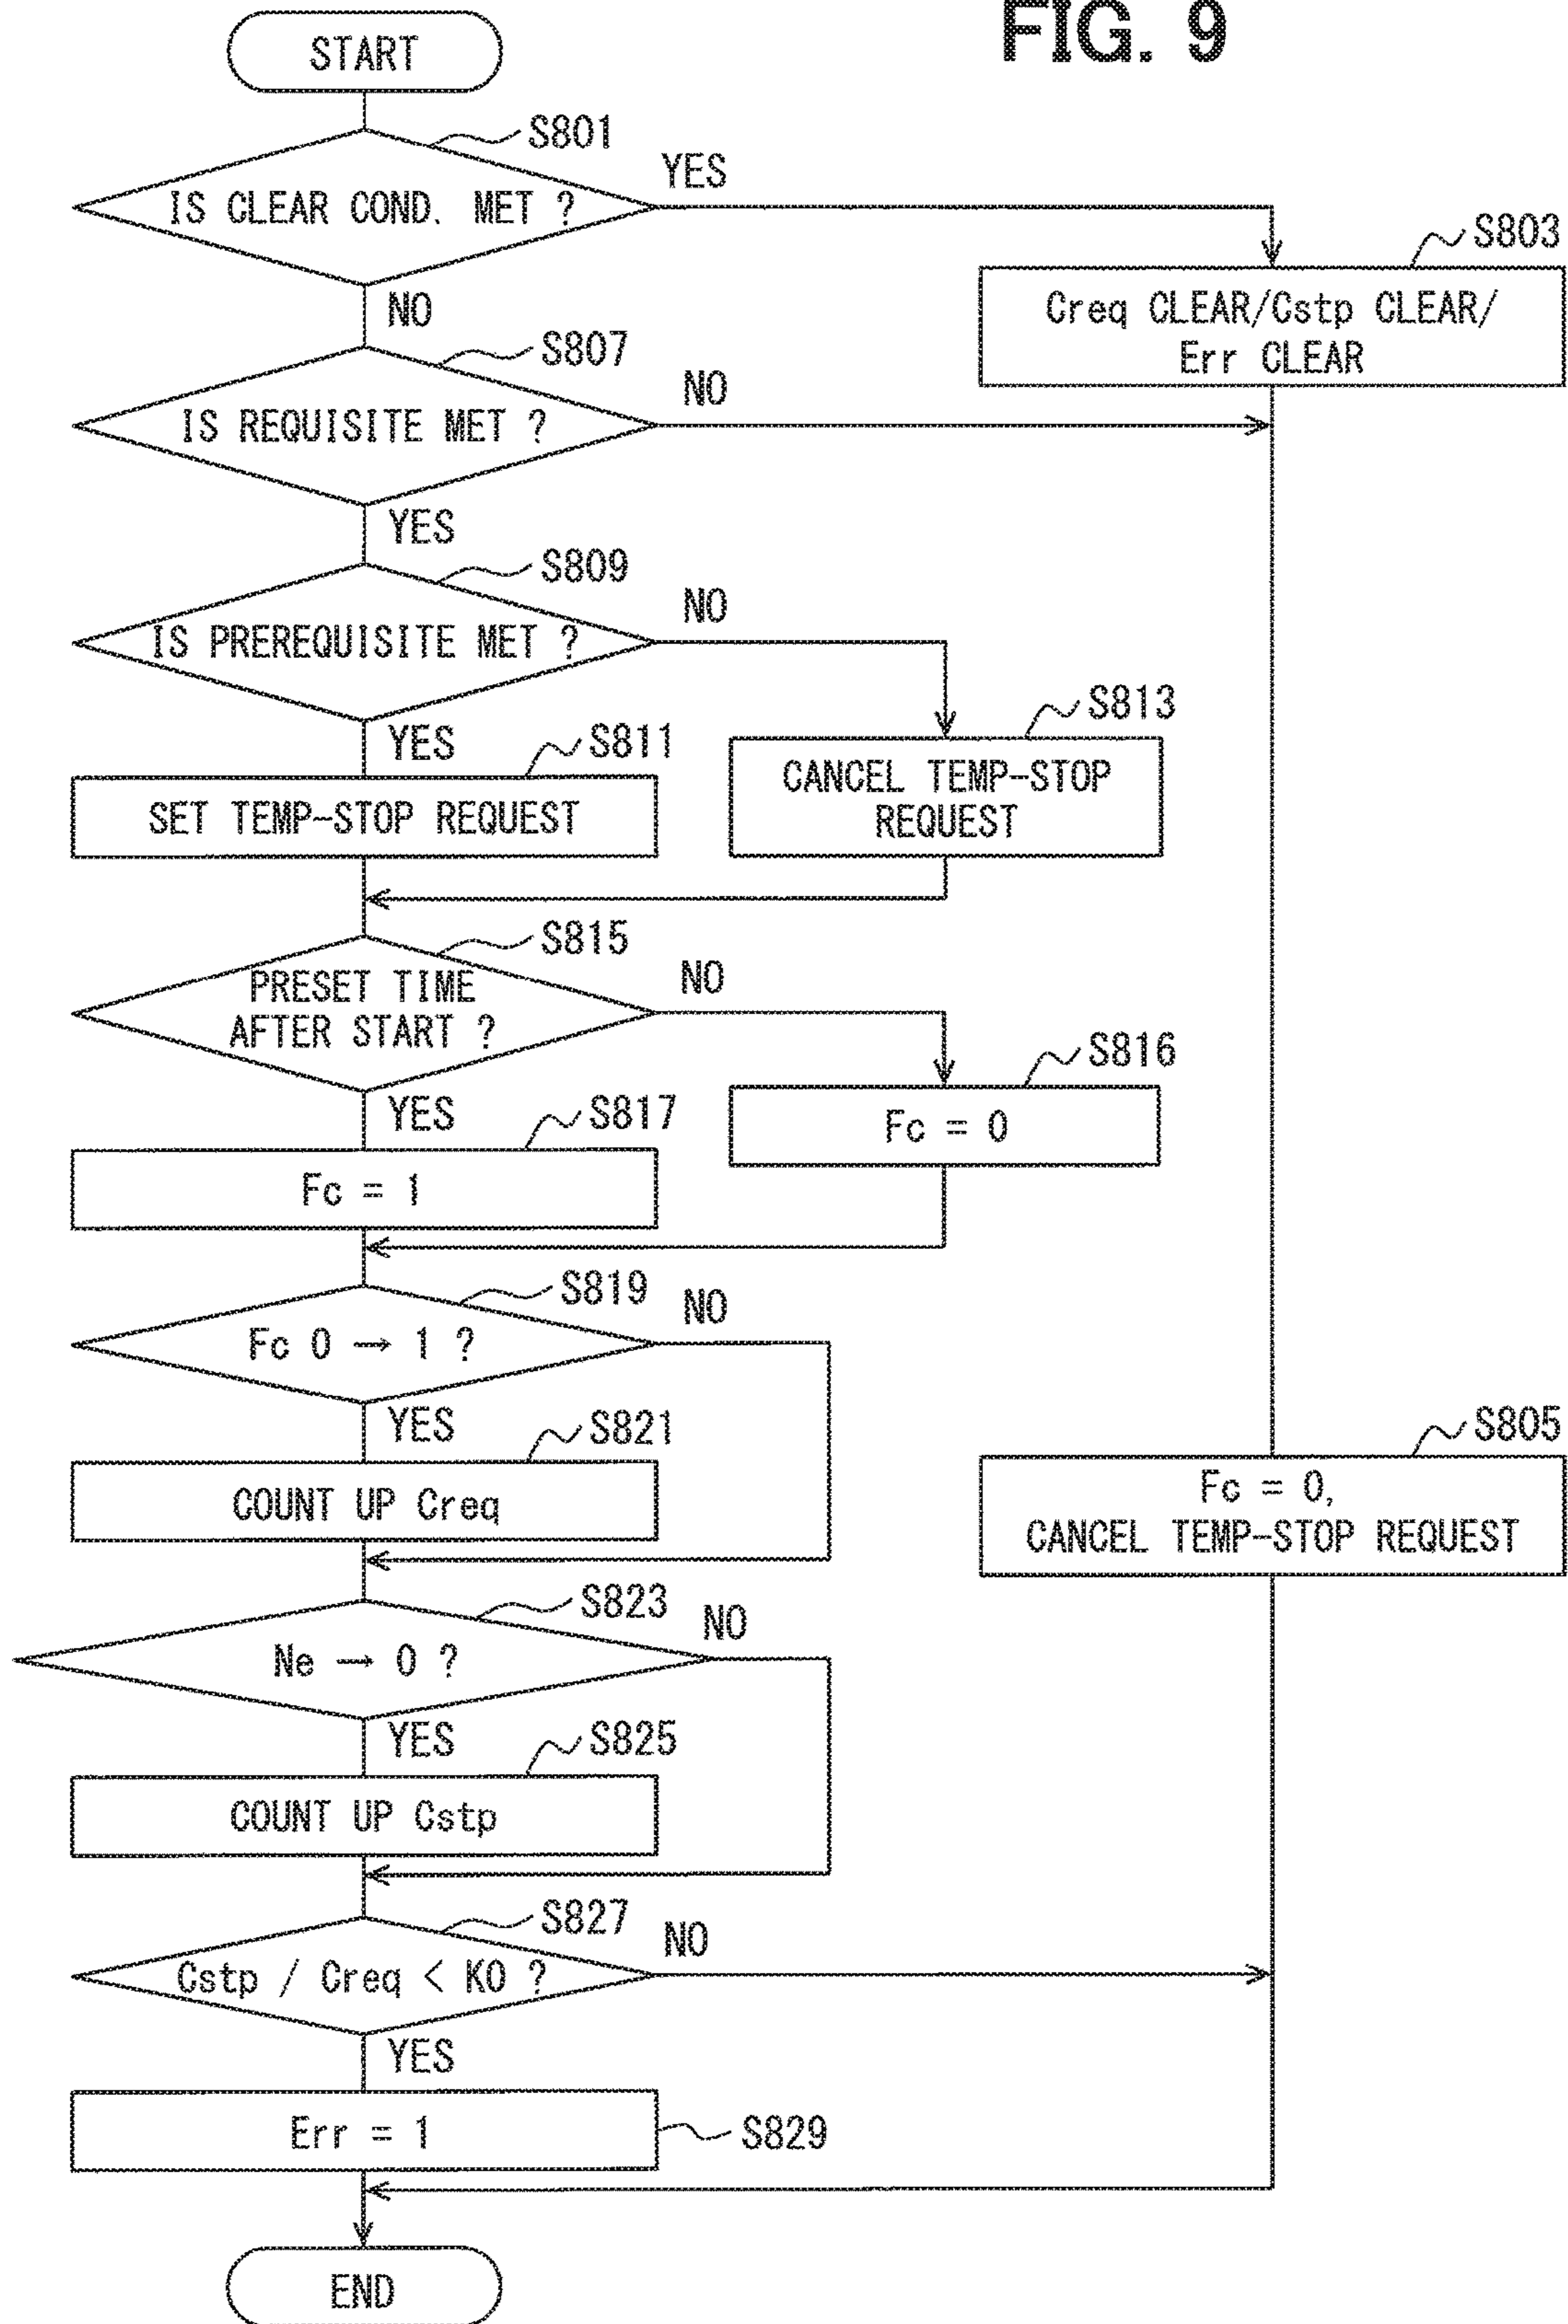 FIG. 9
START
S801
IS CLEAR COND. MET ?
YES
S803
Creq CLEAR/Cstp CLEAR/
Err CLEAR
NO
S807
IS REQUISITE MET ?
NO
YES
S809
IS PREREQUISITE MET ?
NO
YES
S811
SET TEMP-STOP REQUEST
S813
CANCEL TEMP-STOP
REQUEST
S815
PRESET TIME
AFTER START ?
NO
S816
Fc = 0
YES
S817
Fc = 1
S819
Fc 0 → 1 ?
NO
YES
S821
COUNT UP Creq
S805
Fc = 0,
CANCEL TEMP-STOP REQUEST
S823
Ne → 0 ?
NO
YES
S825
COUNT UP Cstp
S827
Cstp / Creq < K0 ?
NO
YES
Err = 1
S829
END